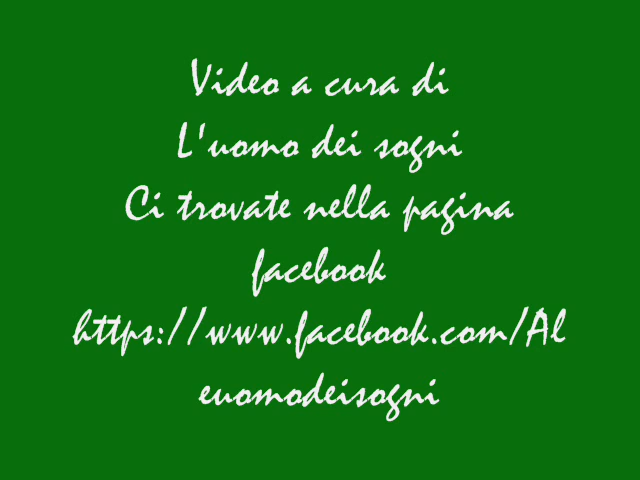 Video a cura di
L'uomo dei sogni
Ci trovate nella pagina
facebook
https://www.facebook.com/Al
euomodeisogni